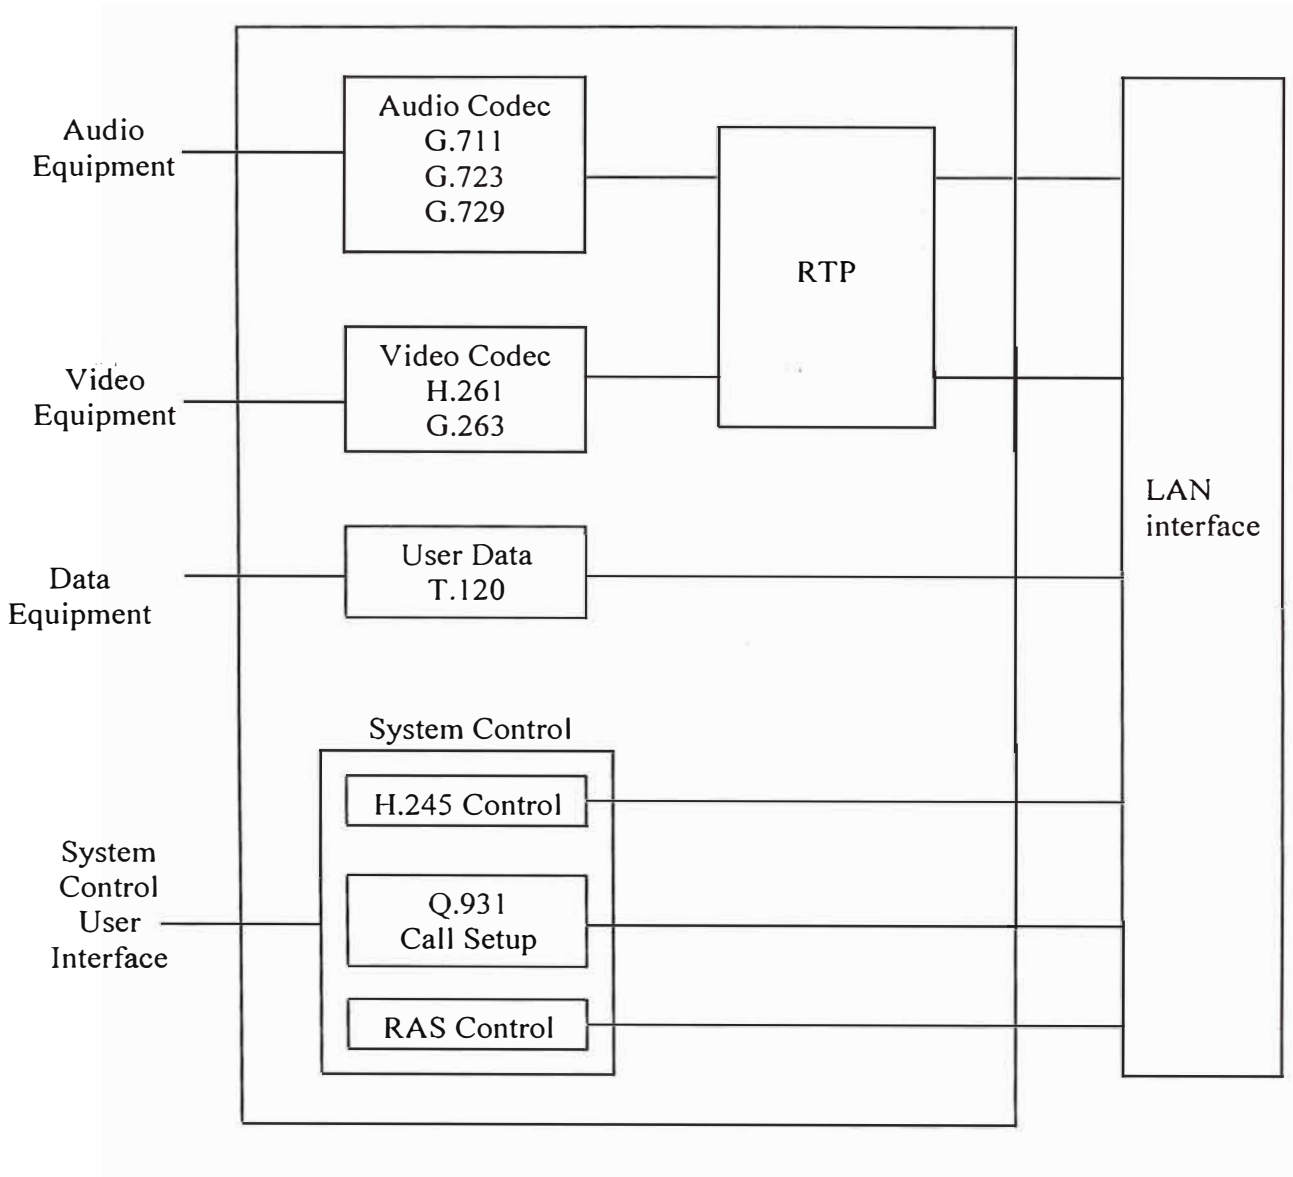 Audio
Equipment
Audio Codec
G.711
G.723
G.729
RTP
Video
Equipment
Video Codec
H.261
G.263
LAN
interface
Data
Equipment
User Data
T.120
System Control
H.245 Control
System
Control
User
Interface
Q.931
Call Setup
RAS Control